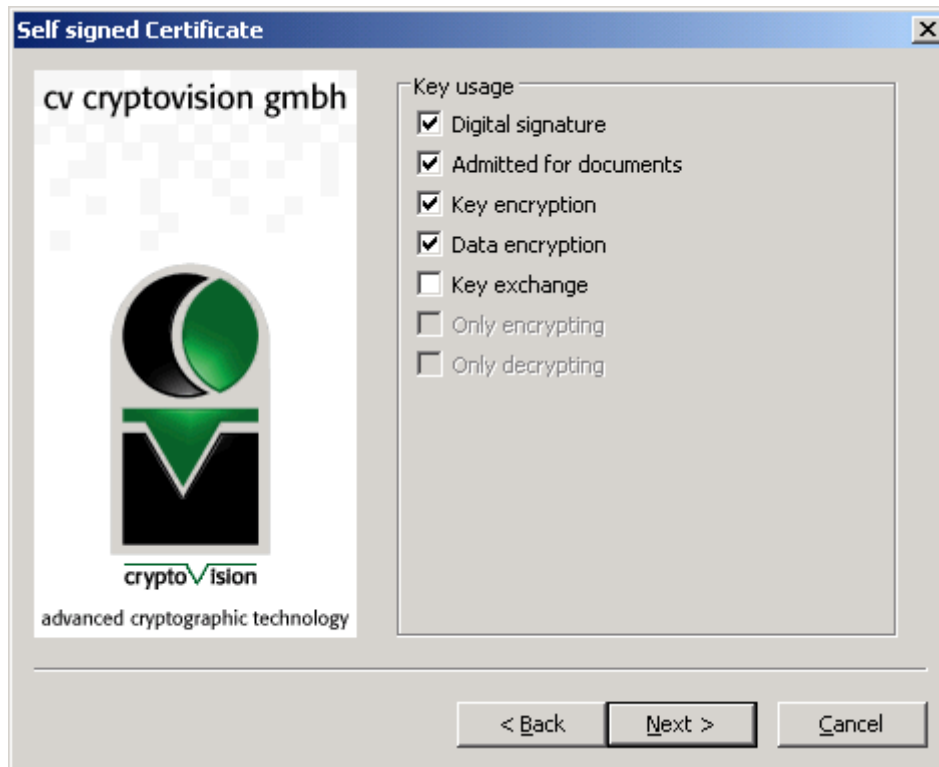 Self signed Certificate
cv cryptovision gmbh
cryptovision
advanced cryptographic technology
Key usage
Digital signature
Admitted for documents
Key encryption
Data encryption
Key exchange
Only encrypting
Only decrypting
< Back
Next >
Cancel